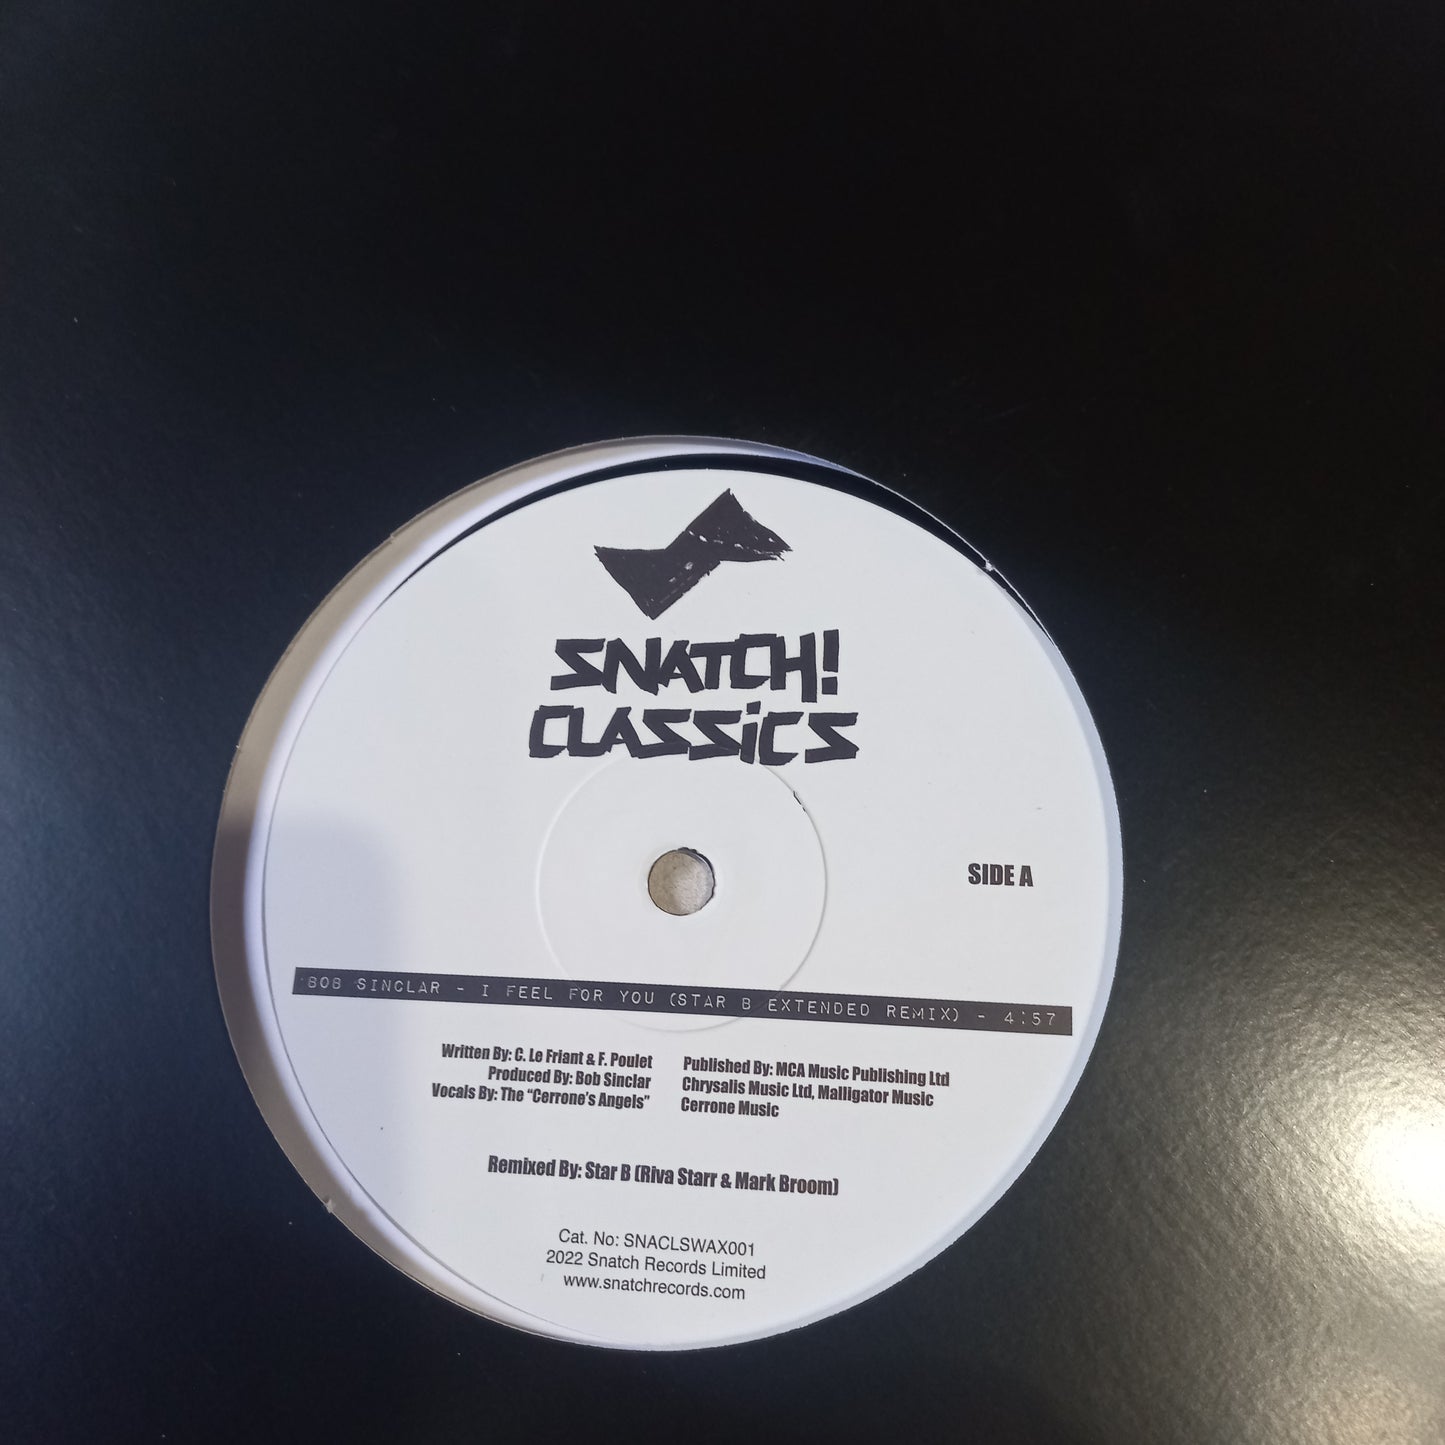 SNATCH!
CLASSiCS
SIDE A
BOB SINCLAR - I FEEL FOR YOU (STAR B EXTENDED REMIX) - 4:57
Written By: C. Le Friant & F. Poulet
Produced By: Bob Sinclar
Vocals By: The “Cerrone’s Angels”
Published By: MCA Music Publishing Ltd
Chrysalis Music Ltd, Malligator Music
Cerrone Music
Remixed By: Star B (Riva Starr & Mark Broom)
Cat. No: SNACLSWAX001
2022 Snatch Records Limited
www.snatchrecords.com